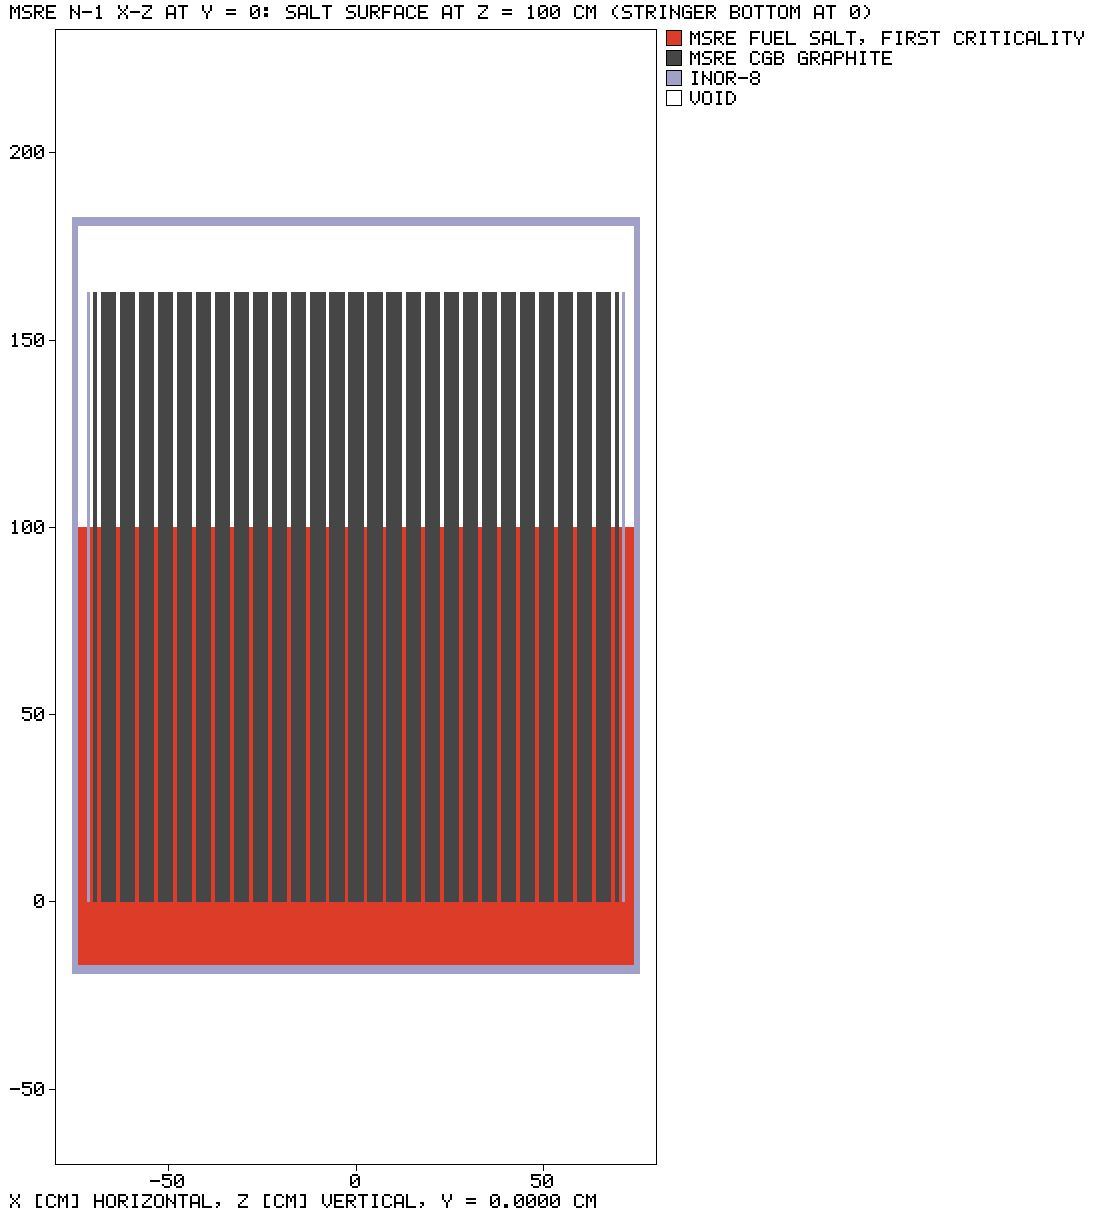 MSRE N-1 X-Z AT Y = 0: SALT SURFACE AT Z = 100 CM (STRINGER BOTTOM AT 0)
MSRE FUEL SALT, FIRST CRITICALITY
MSRE CGB GRAPHITE
INOR-8
VOID
200
150
100
50
0
-50
-50 0 50
X [CM] HORIZONTAL, Z [CM] VERTICAL, Y = 0.0000 CM